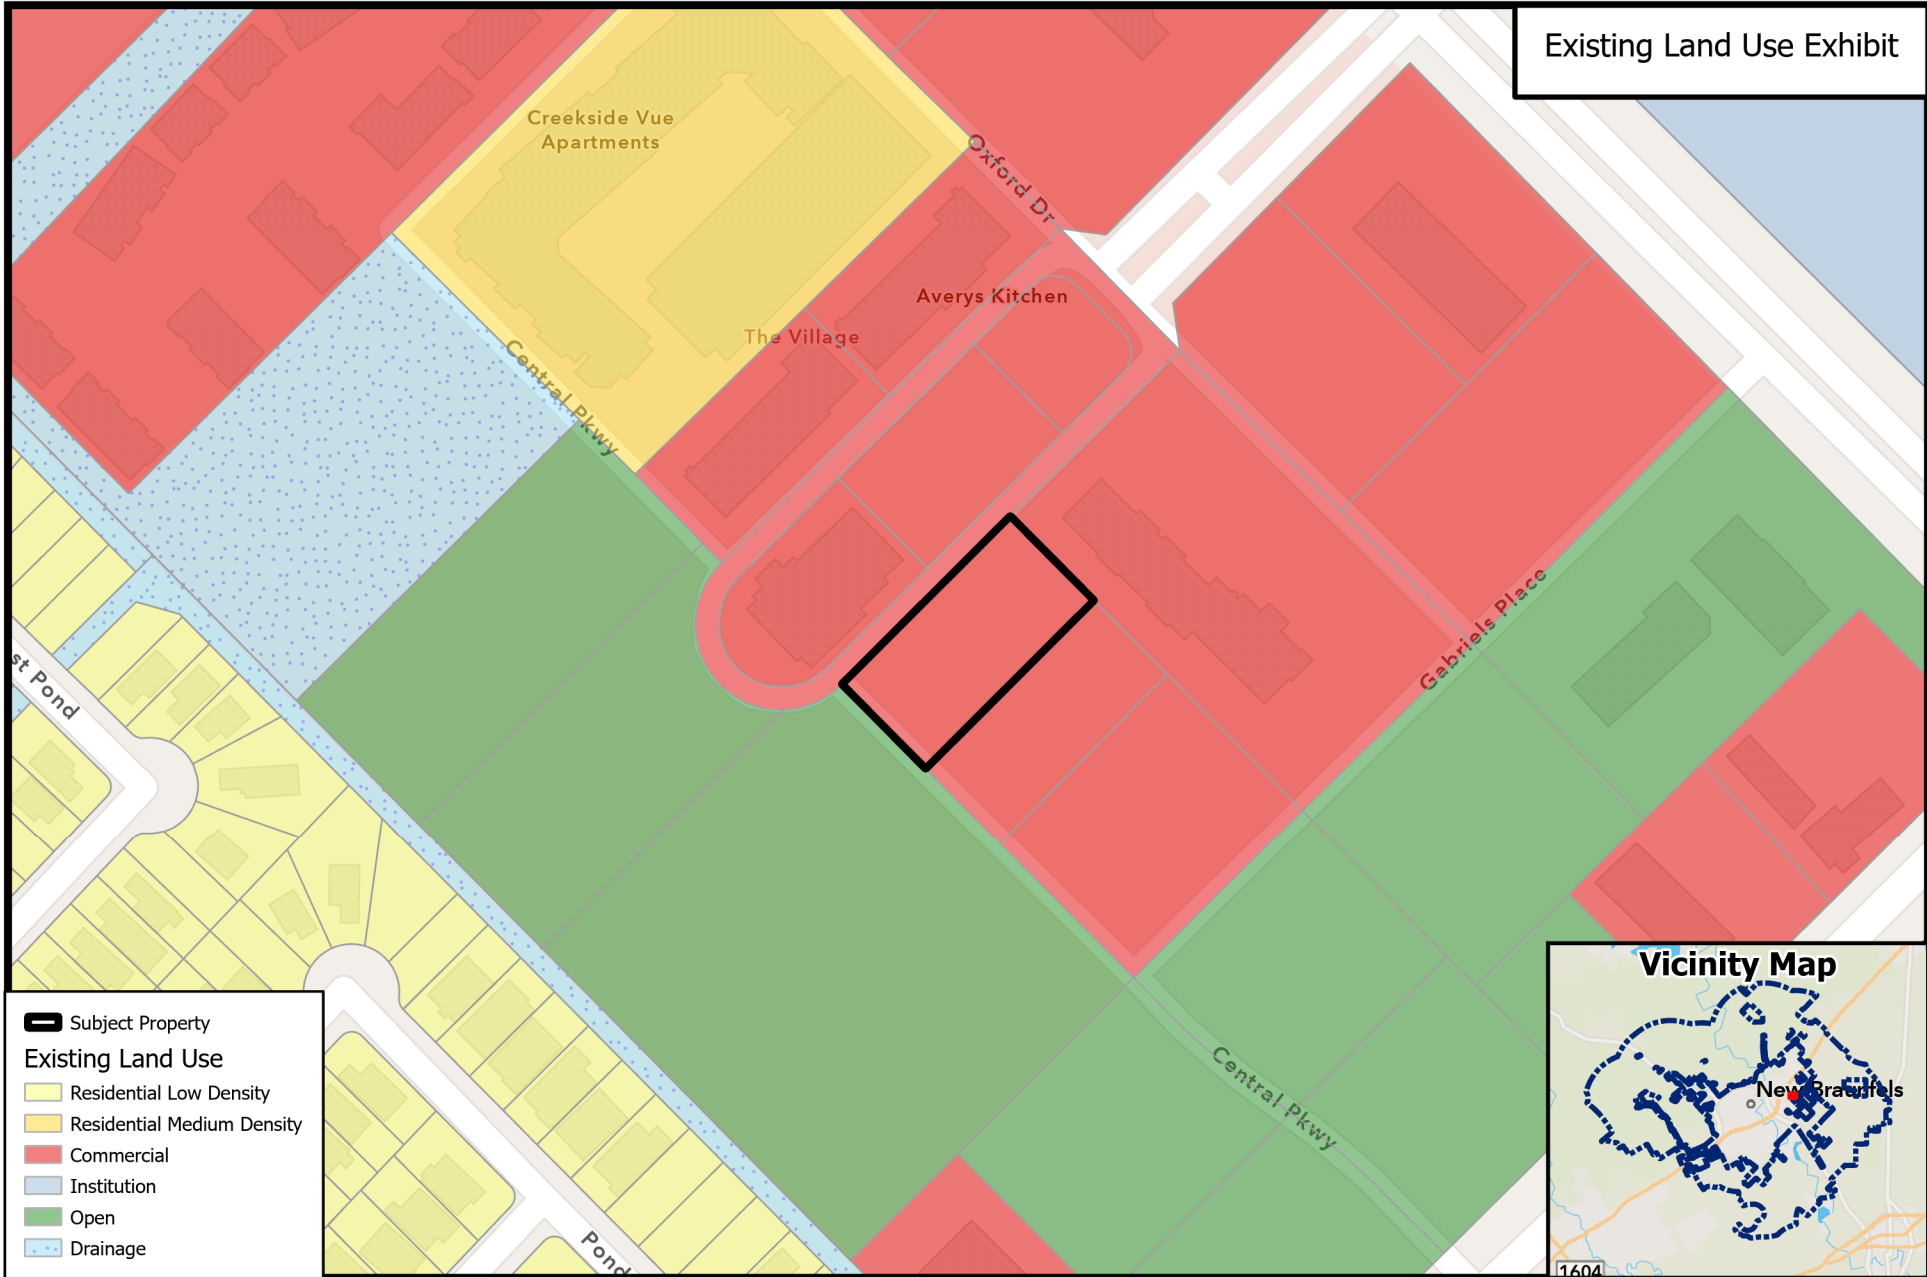 Existing Land Use Exhibit
Creekside Vue
Apartments
Oxford Dr
Averys Kitchen
The Village
Central Pkwy
Gabriels Place
st Pond
Central Pkwy
Pond
Subject Property
Existing Land Use
Residential Low Density
Residential Medium Density
Commercial
Institution
Open
Drainage
Vicinity Map
New Braunfels
1604